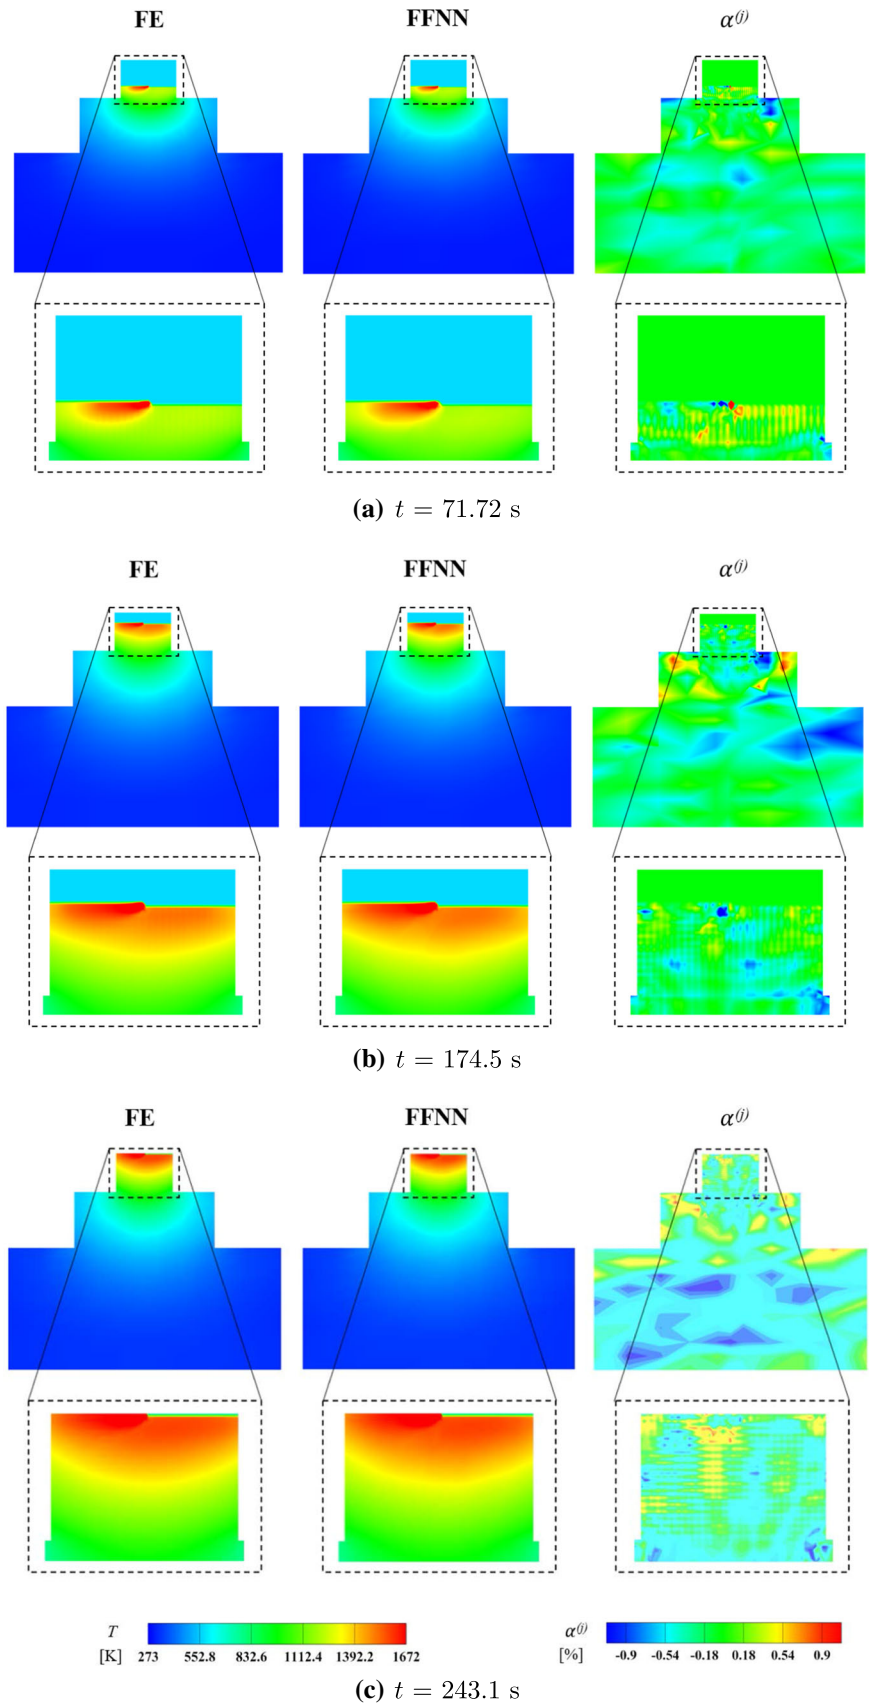 FE FFNN α(j)
(a) t = 71.72 s
FE FFNN α(j)
(b) t = 174.5 s
FE FFNN α(j)
T
[K]
273 552.8 832.6 1112.4 1392.2 1672
α(j)
[%]
-0.9 -0.54 -0.18 0.18 0.54 0.9
(c) t = 243.1 s